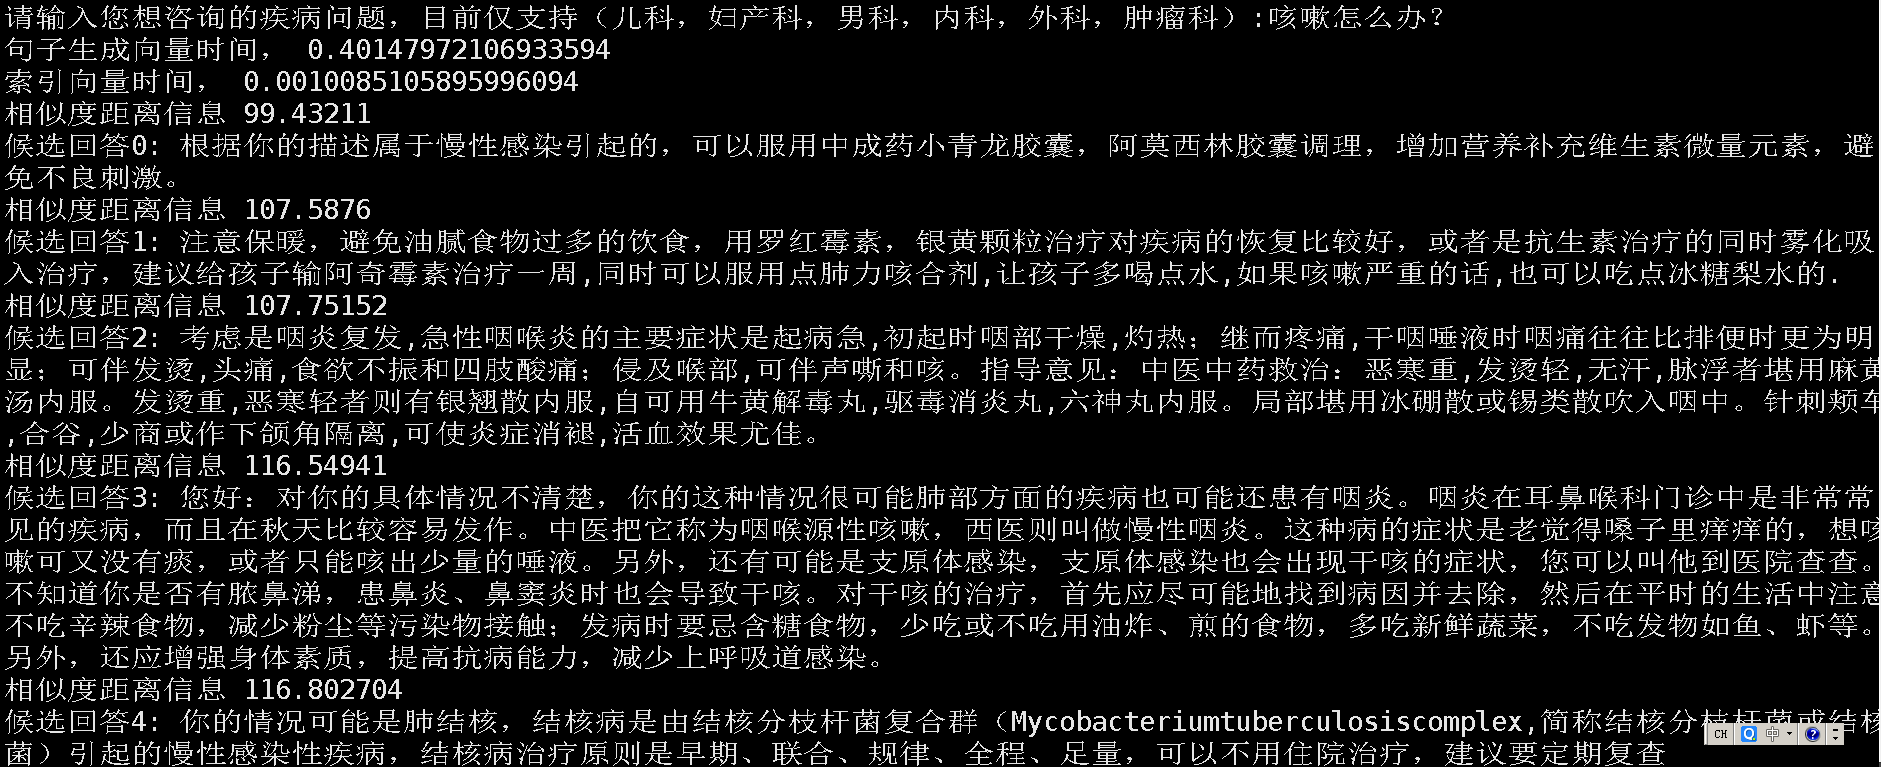 请输入您想咨询的疾病问题，目前仅支持（儿科，妇产科，男科，内科，外科，肿瘤科）:咳嗽怎么办？
句子生成向量时间， 0.40147972106933594
索引向量时间， 0.0010085105895996094
相似度距离信息 99.43211
候选回答0: 根据你的描述属于慢性感染引起的，可以服用中成药小青龙胶囊，阿莫西林胶囊调理，增加营养补充维生素微量元素，避
免不良刺激。
相似度距离信息 107.5876
候选回答1: 注意保暖，避免油腻食物过多的饮食，用罗红霉素，银黄颗粒治疗对疾病的恢复比较好，或者是抗生素治疗的同时雾化吸
入治疗，建议给孩子输阿奇霉素治疗一周,同时可以服用点肺力咳合剂,让孩子多喝点水,如果咳嗽严重的话,也可以吃点冰糖梨水的.
相似度距离信息 107.75152
候选回答2: 考虑是咽炎复发,急性咽喉炎的主要症状是起病急,初起时咽部干燥,灼热；继而疼痛,干咽唾液时咽痛往往比排便时更为明
显；可伴发烫,头痛,食欲不振和四肢酸痛；侵及喉部,可伴声嘶和咳。指导意见：中医中药救治：恶寒重,发烫轻,无汗,脉浮者堪用麻黄
汤内服。发烫重,恶寒轻者则有银翘散内服,自可用牛黄解毒丸,驱毒消炎丸,六神丸内服。局部堪用冰硼散或锡类散吹入咽中。针刺颊车
,合谷,少商或作下颌角隔离,可使炎症消褪,活血效果尤佳。
相似度距离信息 116.54941
候选回答3: 您好：对你的具体情况不清楚，你的这种情况很可能肺部方面的疾病也可能还患有咽炎。咽炎在耳鼻喉科门诊中是非常常
见的疾病，而且在秋天比较容易发作。中医把它称为咽喉源性咳嗽，西医则叫做慢性咽炎。这种病的症状是老觉得嗓子里痒痒的，想咳
嗽可又没有痰，或者只能咳出少量的唾液。另外，还有可能是支原体感染，支原体感染也会出现干咳的症状，您可以叫他到医院查查。
不知道你是否有脓鼻涕，患鼻炎、鼻窦炎时也会导致干咳。对干咳的治疗，首先应尽可能地找到病因并去除，然后在平时的生活中注意
不吃辛辣食物，减少粉尘等污染物接触；发病时要忌含糖食物，少吃或不吃用油炸、煎的食物，多吃新鲜蔬菜，不吃发物如鱼、虾等。
另外，还应增强身体素质，提高抗病能力，减少上呼吸道感染。
相似度距离信息 116.802704
候选回答4: 你的情况可能是肺结核，结核病是由结核分枝杆菌复合群（Mycobacteriumtuberculosiscomplex,简称结核分枝杆菌或结核
菌）引起的慢性感染性疾病，结核病治疗原则是早期、联合、规律、全程、足量，可以不用住院治疗，建议要定期复查
CH 中